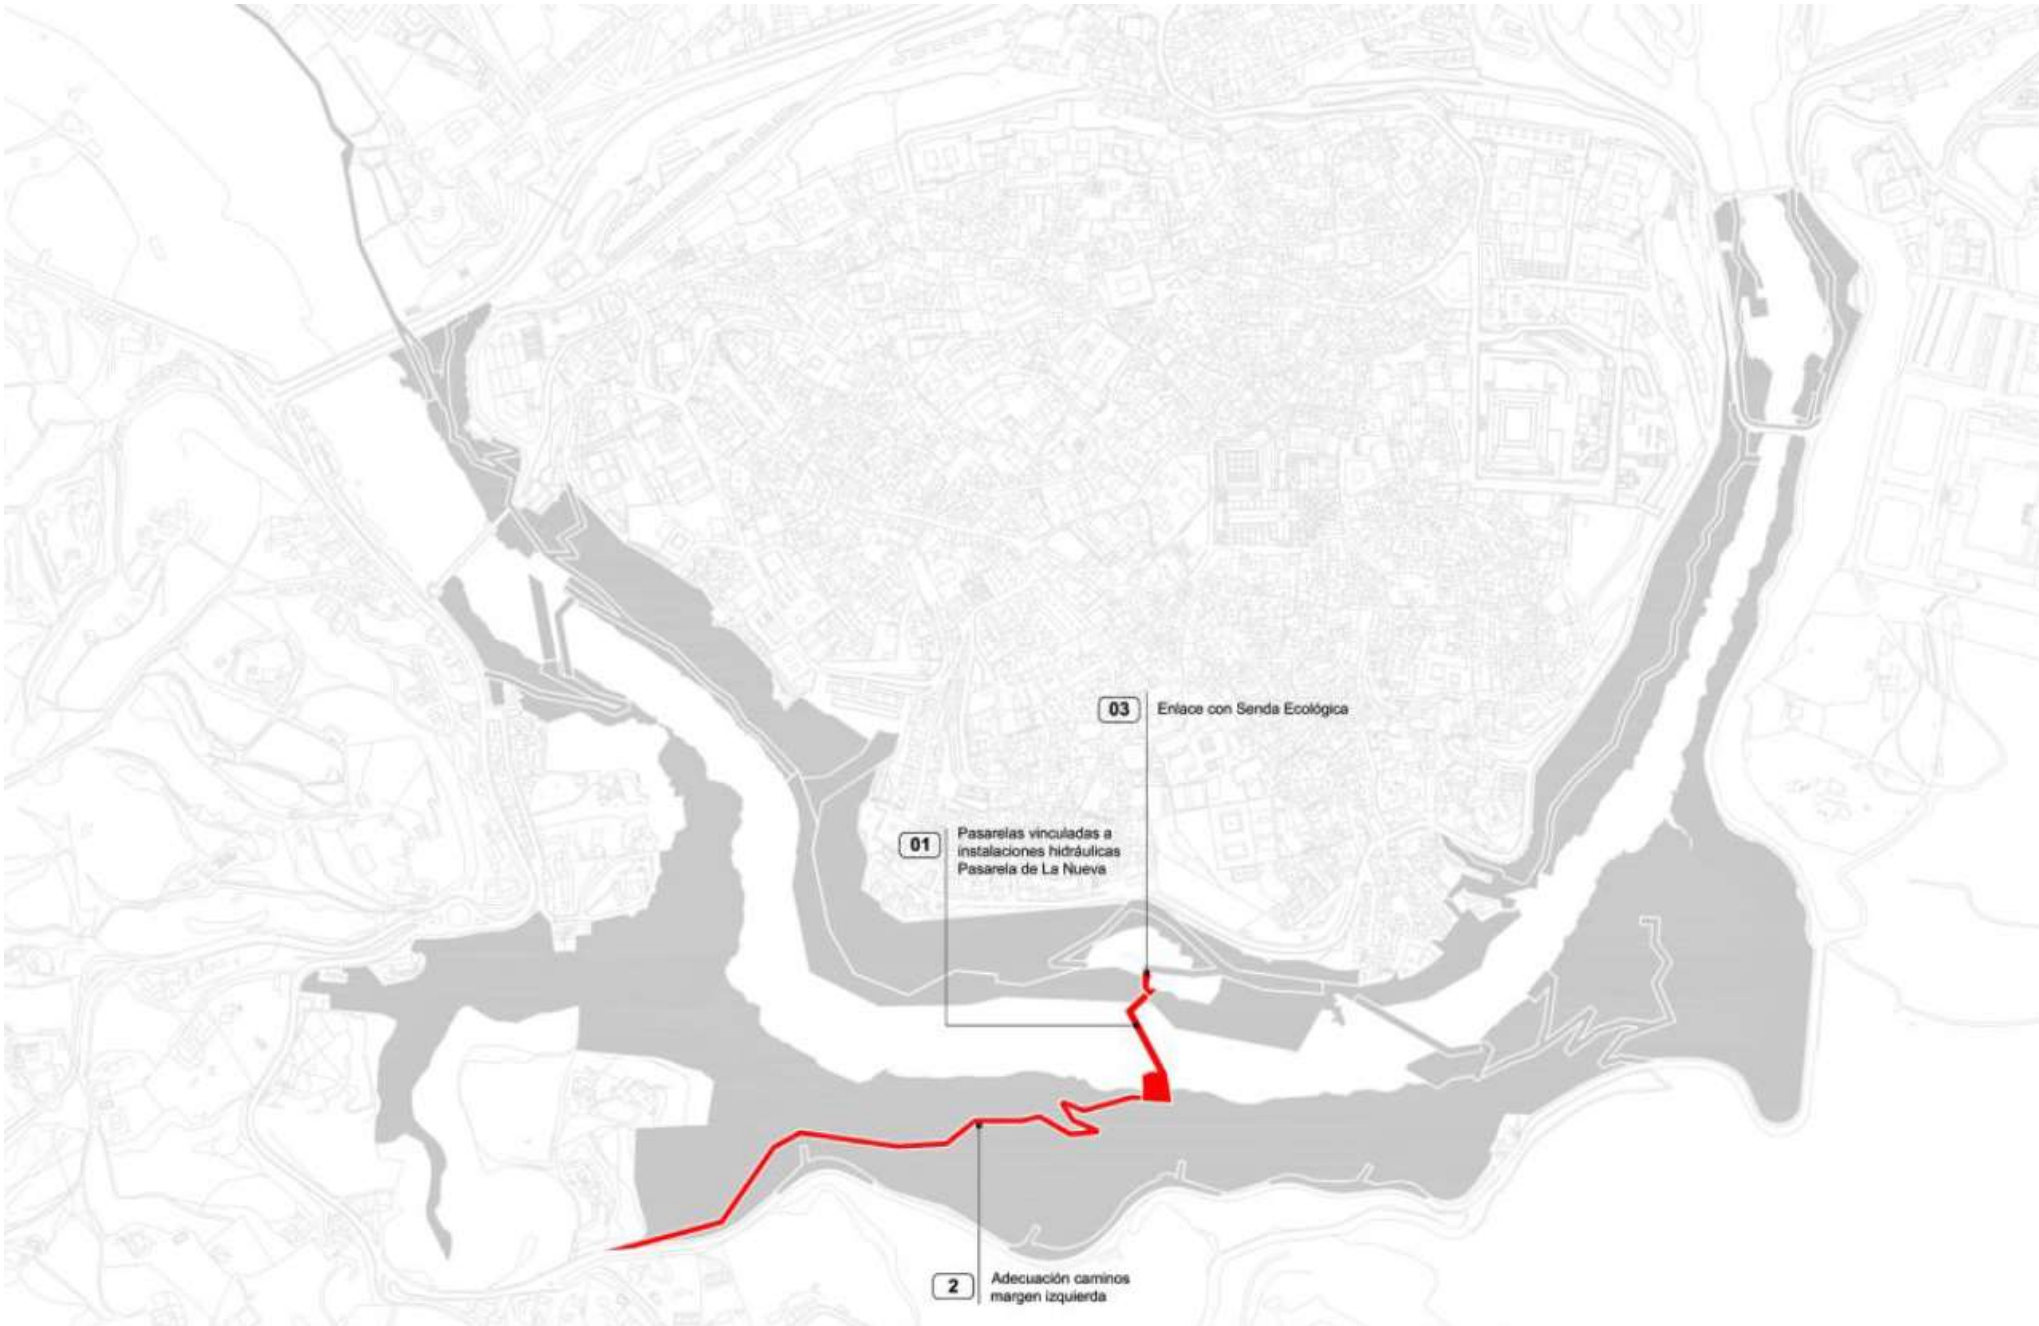 03
Enlace con Senda Ecológica
01
Pasarelas vinculadas a
instalaciones hidráulicas
Pasarela de La Nueva
2
Adecuación caminos
margen izquierda